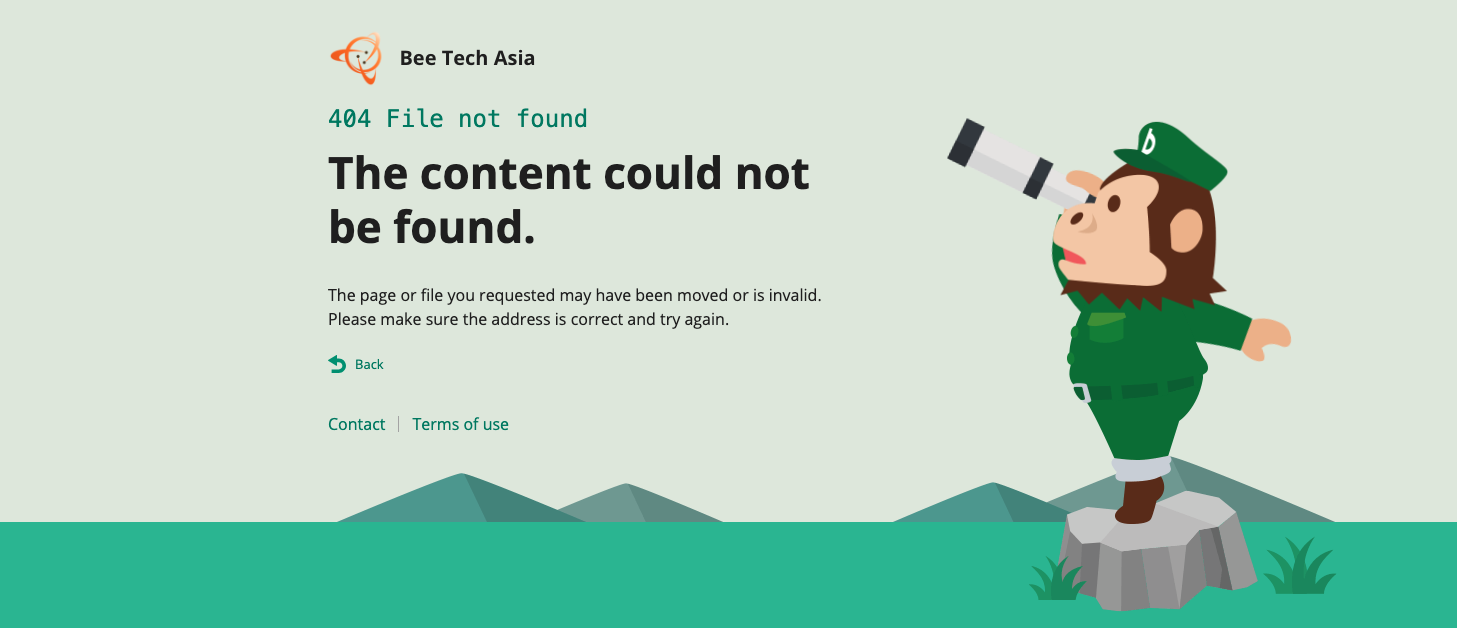 Bee Tech Asia
404 File not found
The content could not
be found.
The page or file you requested may have been moved or is invalid.
Please make sure the address is correct and try again.
Back
Contact
Terms of use
b